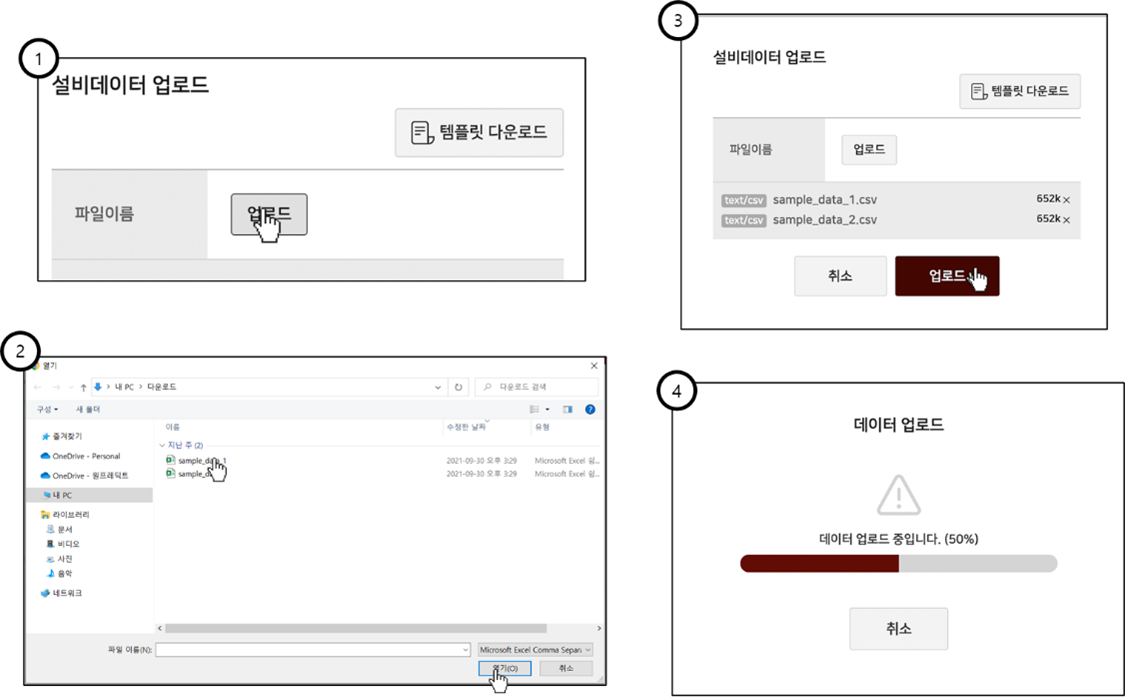 1
설비데이터 업로드
템플릿 다운로드
파일이름
업로드
2
열기
내 PC > 다운로드
다운로드 검색
구성
새 폴더
이름
수정한 날짜
유형
즐겨찾기
OneDrive - Personal
OneDrive - 원프레딕트
내 PC
라이브러리
문서
비디오
사진
음악
네트워크
지난 주 (2)
sample_data_1 2021-09-30 오후 3:29 Microsoft Excel 쉼...
sample_d 2021-09-30 오후 3:29 Microsoft Excel 쉼...
파일 이름(N):
Microsoft Excel Comma Separa
열기(O)
취소
3
설비데이터 업로드
템플릿 다운로드
파일이름
업로드
text/csv sample_data_1.csv 652k ×
text/csv sample_data_2.csv 652k ×
취소
업로드
4
데이터 업로드
데이터 업로드 중입니다. (50%)
취소